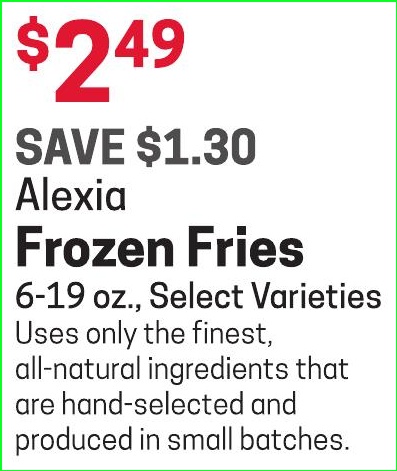 $2.49
SAVE $1.30
Alexia
Frozen Fries
6-19 oz., Select Varieties
Uses only the finest,
all-natural ingredients that
are hand-selected and
produced in small batches.